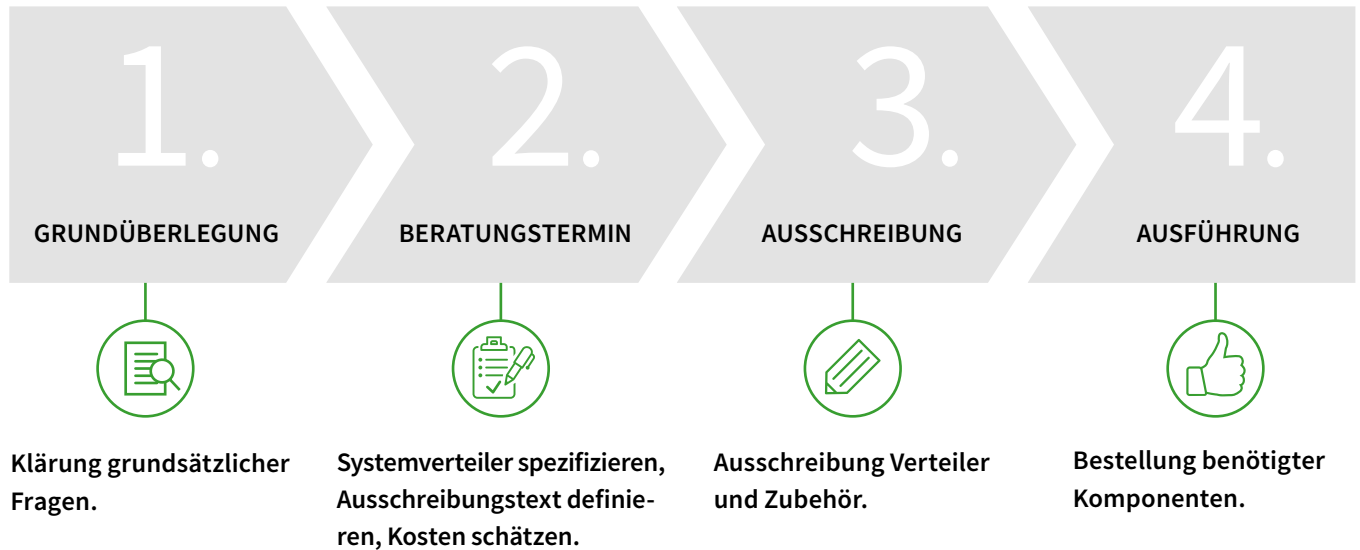 1.
GRUNDÜBERLEGUNG
Klärung grundsätzlicher
Fragen.
2.
BERATUNGSTERMIN
Systemverteiler spezifizieren,
Ausschreibungstext definie-
ren, Kosten schätzen.
3.
AUSSCHREIBUNG
Ausschreibung Verteiler
und Zubehör.
4.
AUSFÜHRUNG
Bestellung benötigter
Komponenten.